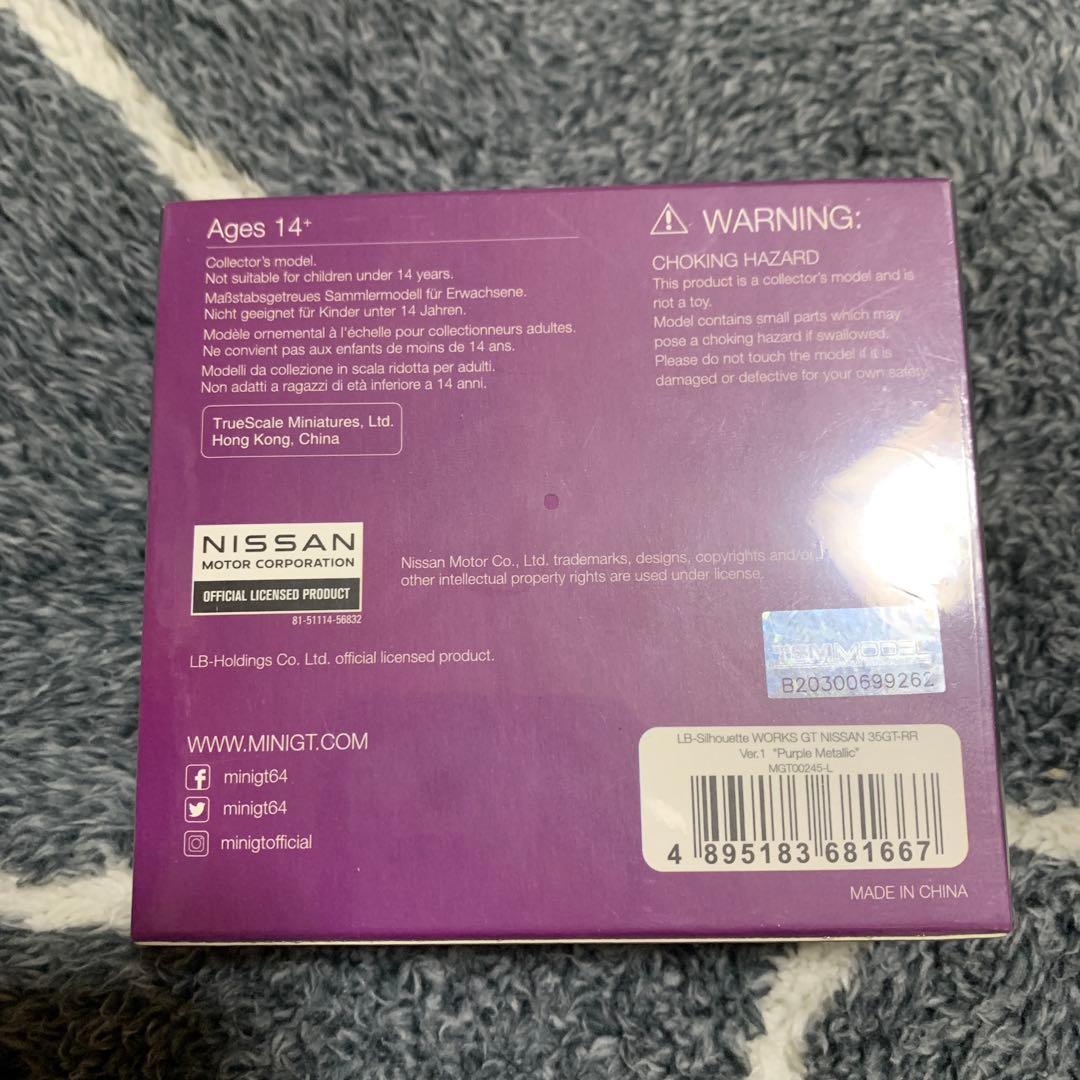 Ages 14+
Collector's model.
Not suitable for children under 14 years.
Maßstabsgetreues Sammlermodell für Erwachsene.
Nicht geeignet für Kinder unter 14 Jahren.
Modèle ornemental à l'échelle pour collectionneurs adultes.
Ne convient pas aux enfants de moins de 14 ans.
Modelli da collezione in scala ridotta per adulti.
Non adatti a ragazzi di età inferiore a 14 anni.
TrueScale Miniatures, Ltd.
Hong Kong, China
WARNING:
CHOKING HAZARD
This product is a collector's model and is
not a toy.
Model contains small parts which may
pose a choking hazard if swallowed.
Please do not touch the model if it is
damaged or defective for your own safety.
NISSAN
MOTOR CORPORATION
OFFICIAL LICENSED PRODUCT
81-51114-56832
Nissan Motor Co., Ltd. trademarks, designs, copyrights and/or
other intellectual property rights are used under license.
LB-Holdings Co. Ltd. official licensed product.
TSM MODEL
B20300699262
WWW.MINIGT.COM
minigt64
minigt64
minigtofficial
LB-Silhouette WORKS GT NISSAN 35GT-RR
Ver.1 "Purple Metallic"
MGT00245-L
4 895183 681667
MADE IN CHINA